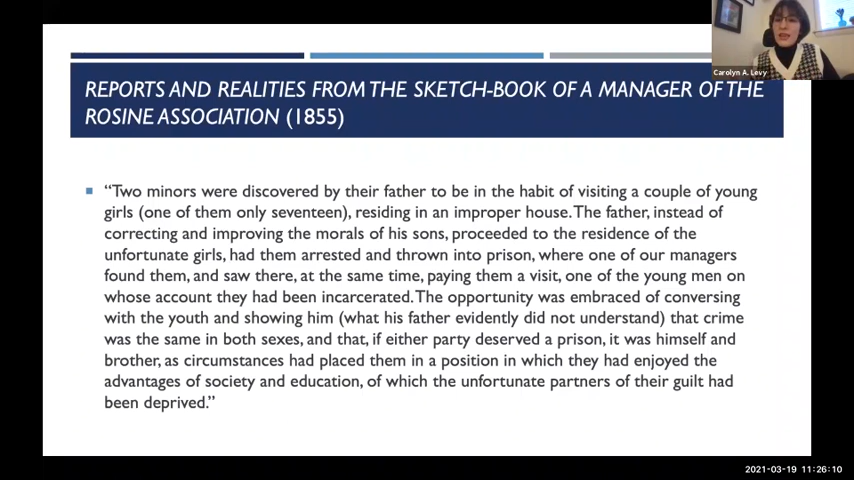 REPORTS AND REALITIES FROM THE SKETCH-BOOK OF A MANAGER OF THE
ROSINE ASSOCIATION (1855)
Carolyn A. Levy
“Two minors were discovered by their father to be in the habit of visiting a couple of young
girls (one of them only seventeen), residing in an improper house. The father, instead of
correcting and improving the morals of his sons, proceeded to the residence of the
unfortunate girls, had them arrested and thrown into prison, where one of our managers
found them, and saw there, at the same time, paying them a visit, one of the young men on
whose account they had been incarcerated. The opportunity was embraced of conversing
with the youth and showing him (what his father evidently did not understand) that crime
was the same in both sexes, and that, if either party deserved a prison, it was himself and
brother, as circumstances had placed them in a position in which they had enjoyed the
advantages of society and education, of which the unfortunate partners of their guilt had
been deprived.”
2021-03-19 11:26:10